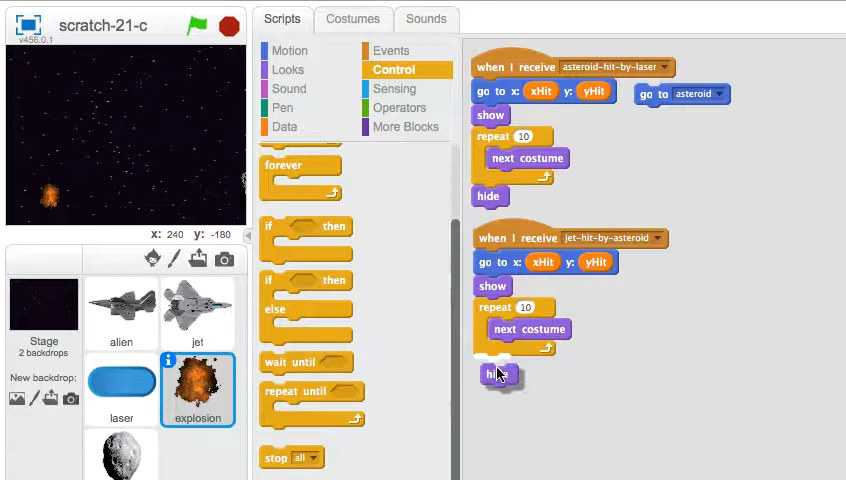 scratch-21-c
v456.0.1
x: 240 y: -180
Stage
2 backdrops
New backdrop:
alien
jet
laser
explosion
Scripts
Costumes
Sounds
Motion
Events
Looks
Control
Sound
Sensing
Pen
Operators
Data
More Blocks
forever
if then
if then
else
wait until
repeat until
stop all
when I receive asteroid-hit-by-laser
go to x: xHit y: yHit
go to asteroid
show
repeat 10
next costume
hide
when I receive jet-hit-by-asteroid
go to x: xHit y: yHit
show
repeat 10
next costume
hide